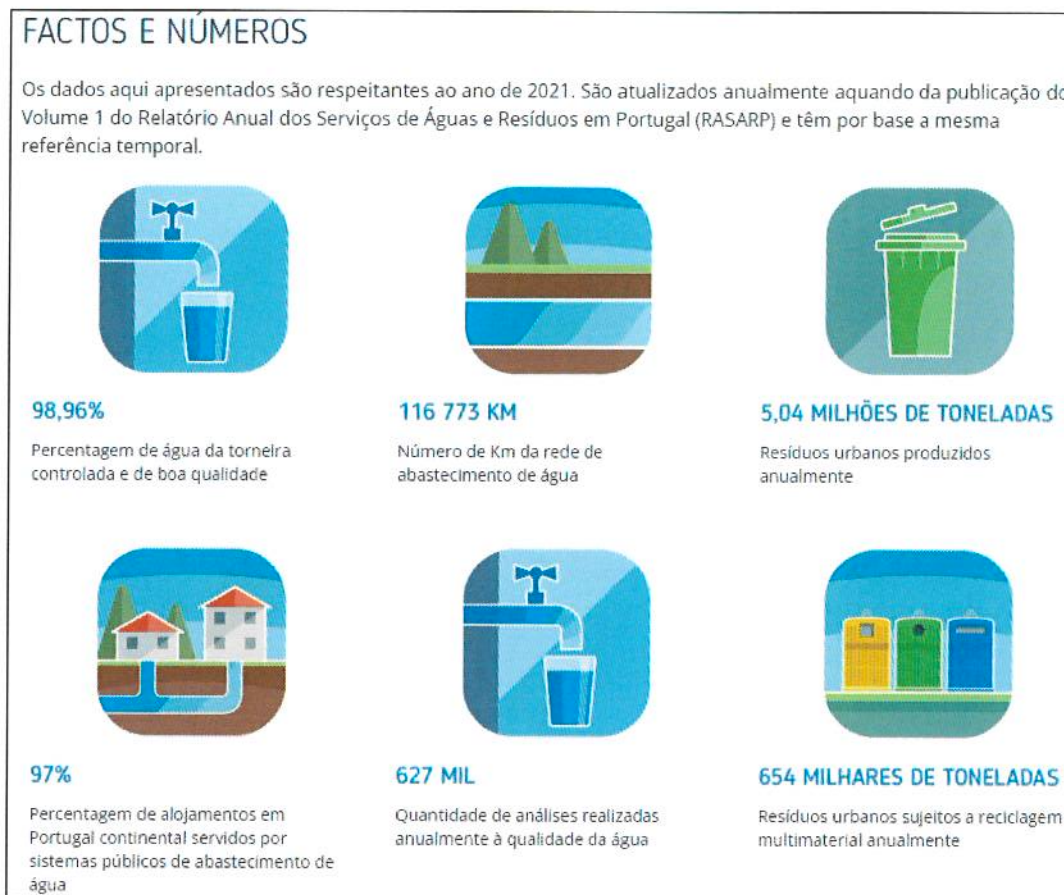 FACTOS E NÚMEROS
Os dados aqui apresentados são respeitantes ao ano de 2021. São atualizados anualmente aquando da publicação do
Volume 1 do Relatório Anual dos Serviços de Águas e Resíduos em Portugal (RASARP) e têm por base a mesma
referência temporal.
98,96%
Percentagem de água da torneira
controlada e de boa qualidade
116 773 KM
Número de Km da rede de
abastecimento de água
5,04 MILHÕES DE TONELADAS
Resíduos urbanos produzidos
anualmente
97%
Percentagem de alojamentos em
Portugal continental servidos por
sistemas públicos de abastecimento de
água
627 MIL
Quantidade de análises realizadas
anualmente à qualidade da água
654 MILHARES DE TONELADAS
Resíduos urbanos sujeitos a reciclagem
multimaterial anualmente